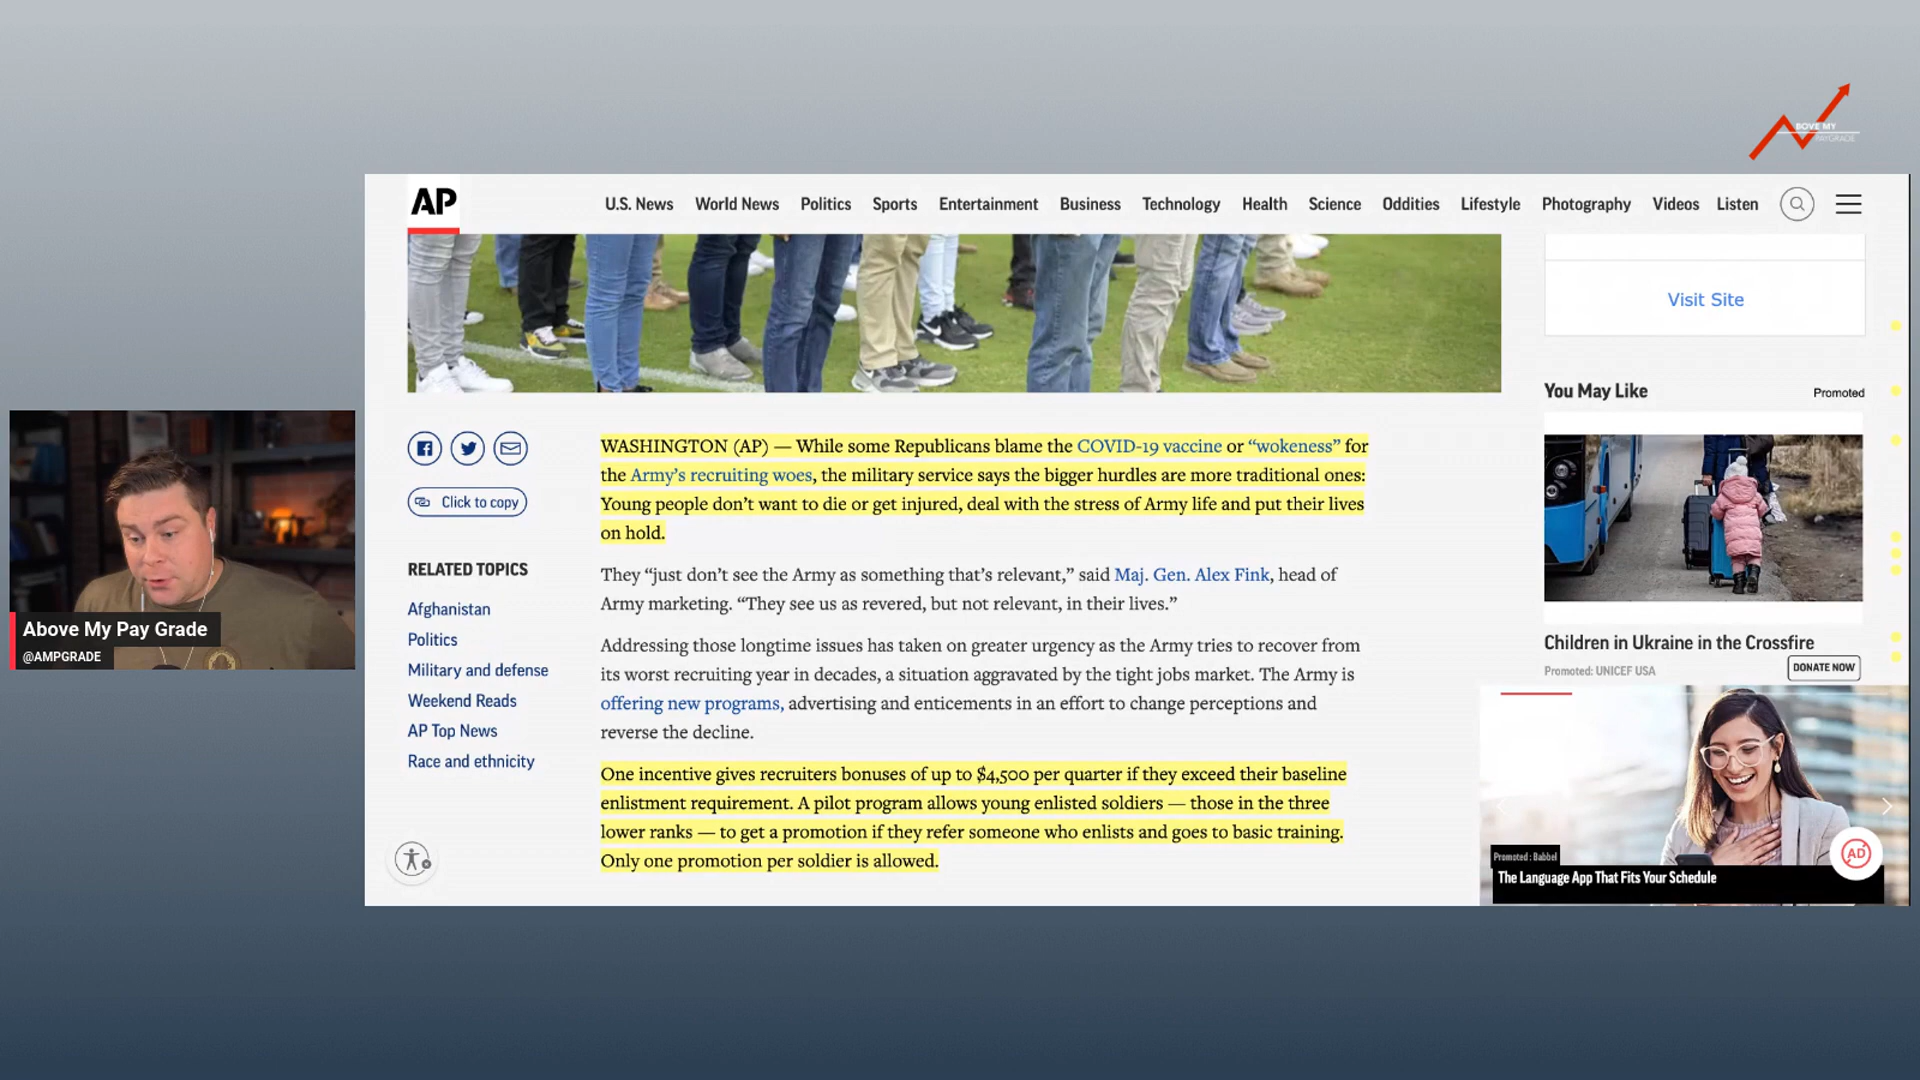 BOVE MY
PAYGRADE
AP
U.S. News World News Politics Sports Entertainment Business Technology Health Science Oddities Lifestyle Photography Videos Listen
Visit Site
You May Like
Promoted
WASHINGTON (AP) — While some Republicans blame the COVID-19 vaccine or “wokeness” for
the Army’s recruiting woes, the military service says the bigger hurdles are more traditional ones:
Young people don’t want to die or get injured, deal with the stress of Army life and put their lives
on hold.
Click to copy
RELATED TOPICS
Afghanistan
Politics
Military and defense
Weekend Reads
AP Top News
Race and ethnicity
They “just don’t see the Army as something that’s relevant,” said Maj. Gen. Alex Fink, head of
Army marketing. “They see us as revered, but not relevant, in their lives.”
Addressing those longtime issues has taken on greater urgency as the Army tries to recover from
its worst recruiting year in decades, a situation aggravated by the tight jobs market. The Army is
offering new programs, advertising and enticements in an effort to change perceptions and
reverse the decline.
One incentive gives recruiters bonuses of up to $4,500 per quarter if they exceed their baseline
enlistment requirement. A pilot program allows young enlisted soldiers — those in the three
lower ranks — to get a promotion if they refer someone who enlists and goes to basic training.
Only one promotion per soldier is allowed.
Above My Pay Grade
@AMPGRADE
Children in Ukraine in the Crossfire
Promoted: UNICEF USA
DONATE NOW
Promoted : Babbel
The Language App That Fits Your Schedule
AD